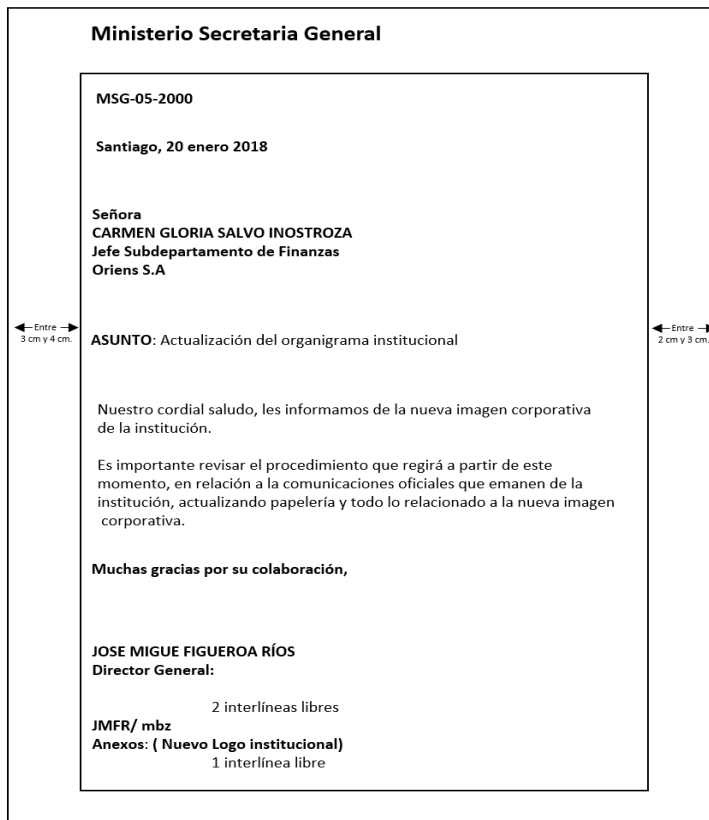 Ministerio Secretaria General
MSG-05-2000
Santiago, 20 enero 2018
Señora
CARMEN GLORIA SALVO INOSTROZA
Jefe Subdepartamento de Finanzas
Oriens S.A
Entre
3 cm y 4 cm.
ASUNTO: Actualización del organigrama institucional
Entre
2 cm y 3 cm.
Nuestro cordial saludo, les informamos de la nueva imagen corporativa
de la institución.
Es importante revisar el procedimiento que regirá a partir de este
momento, en relación a la comunicaciones oficiales que emanen de la
institución, actualizando papelería y todo lo relacionado a la nueva imagen
corporativa.
Muchas gracias por su colaboración,
JOSE MIGUE FIGUEROA RÍOS
Director General:
2 interlíneas libres
JMFR/ mbz
Anexos: ( Nuevo Logo institucional)
1 interlínea libre